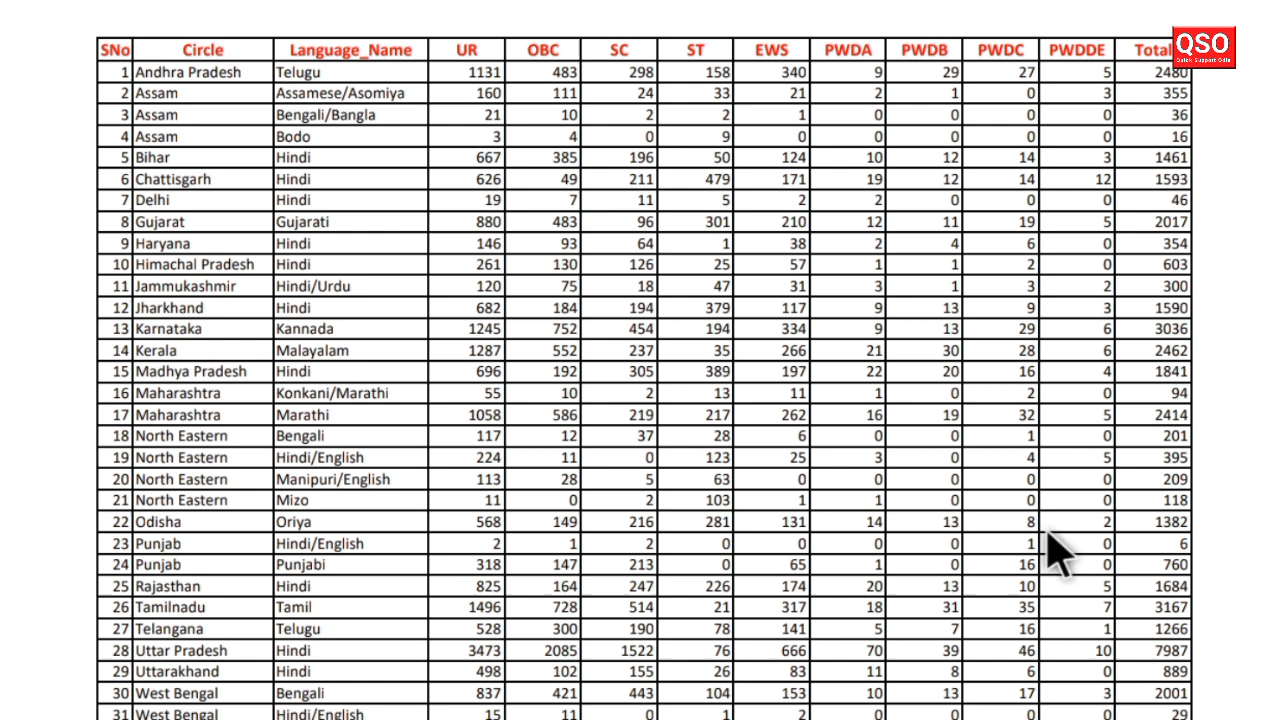 SNo Circle Language_Name UR OBC SC ST EWS PWDA PWDB PWDC PWDDE Total
QSO
Quick Support Odia
1 Andhra Pradesh Telugu 1131 483 298 158 340 9 29 27 5 2480
2 Assam Assamese/Asomiya 160 111 24 33 21 2 1 0 3 355
3 Assam Bengali/Bangla 21 10 2 2 1 0 0 0 0 36
4 Assam Bodo 3 4 0 9 0 0 0 0 0 16
5 Bihar Hindi 667 385 196 50 124 10 12 14 3 1461
6 Chattisgarh Hindi 626 49 211 479 171 19 12 14 12 1593
7 Delhi Hindi 19 7 11 5 2 2 0 0 0 46
8 Gujarat Gujarati 880 483 96 301 210 12 11 19 5 2017
9 Haryana Hindi 146 93 64 1 38 2 4 6 0 354
10 Himachal Pradesh Hindi 261 130 126 25 57 1 1 2 0 603
11 Jammukashmir Hindi/Urdu 120 75 18 47 31 3 1 3 2 300
12 Jharkhand Hindi 682 184 194 379 117 9 13 9 3 1590
13 Karnataka Kannada 1245 752 454 194 334 9 13 29 6 3036
14 Kerala Malayalam 1287 552 237 35 266 21 30 28 6 2462
15 Madhya Pradesh Hindi 696 192 305 389 197 22 20 16 4 1841
16 Maharashtra Konkani/Marathi 55 10 2 13 11 1 0 2 0 94
17 Maharashtra Marathi 1058 586 219 217 262 16 19 32 5 2414
18 North Eastern Bengali 117 12 37 28 6 0 0 1 0 201
19 North Eastern Hindi/English 224 11 0 123 25 3 0 4 5 395
20 North Eastern Manipuri/English 113 28 5 63 0 0 0 0 0 209
21 North Eastern Mizo 11 0 2 103 1 1 0 0 0 118
22 Odisha Oriya 568 149 216 281 131 14 13 8 2 1382
23 Punjab Hindi/English 2 1 2 0 0 0 0 1 0 6
24 Punjab Punjabi 318 147 213 0 65 1 0 16 0 760
25 Rajasthan Hindi 825 164 247 226 174 20 13 10 5 1684
26 Tamilnadu Tamil 1496 728 514 21 317 18 31 35 7 3167
27 Telangana Telugu 528 300 190 78 141 5 7 16 1 1266
28 Uttar Pradesh Hindi 3473 2085 1522 76 666 70 39 46 10 7987
29 Uttarakhand Hindi 498 102 155 26 83 11 8 6 0 889
30 West Bengal Bengali 837 421 443 104 153 10 13 17 3 2001
31 West Bengal Hindi/English 15 11 0 1 2 0 0 0 0 29